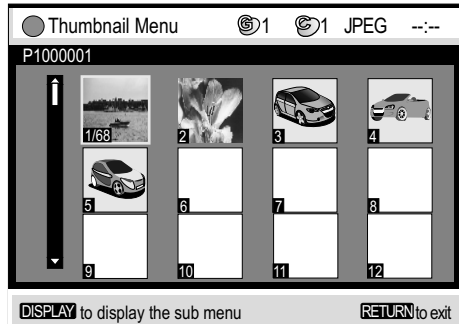 Thumbnail Menu G 1 C 1 JPEG --:--
P1000001
1/68 2 3 4
5 6 7 8
9 10 11 12
DISPLAY to display the sub menu RETURN to exit